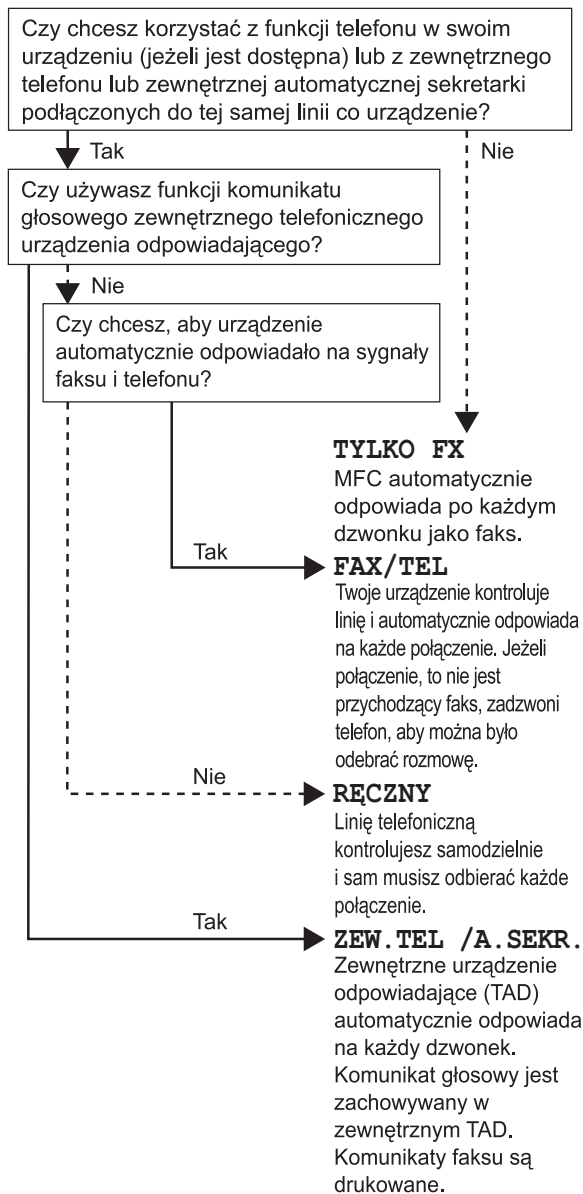 Czy chcesz korzystać z funkcji telefonu w swoim
urządzeniu (jeżeli jest dostępna) lub z zewnętrznego
telefonu lub zewnętrznej automatycznej sekretarki
podłączonych do tej samej linii co urządzenie?
Tak
Nie
Czy używasz funkcji komunikatu
głosowego zewnętrznego telefonicznego
urządzenia odpowiadającego?
Nie
Czy chcesz, aby urządzenie
automatycznie odpowiadało na sygnały
faksu i telefonu?
TYLKO FX
MFC automatycznie
odpowiada po każdym
dzwonku jako faks.
Tak
FAX/TEL
Twoje urządzenie kontroluje
linię i automatycznie odpowiada
na każde połączenie. Jeżeli
połączenie, to nie jest
przychodzący faks, zadzwoni
telefon, aby można było
odebrać rozmowę.
Nie
RĘCZNY
Linię telefoniczną
kontrolujesz samodzielnie
i sam musisz odbierać każde
połączenie.
Tak
ZEW.TEL /A.SEKR.
Zewnętrzne urządzenie
odpowiadające (TAD)
automatycznie odpowiada
na każdy dzwonek.
Komunikat głosowy jest
zachowywany w
zewnętrznym TAD.
Komunikaty faksu są
drukowane.